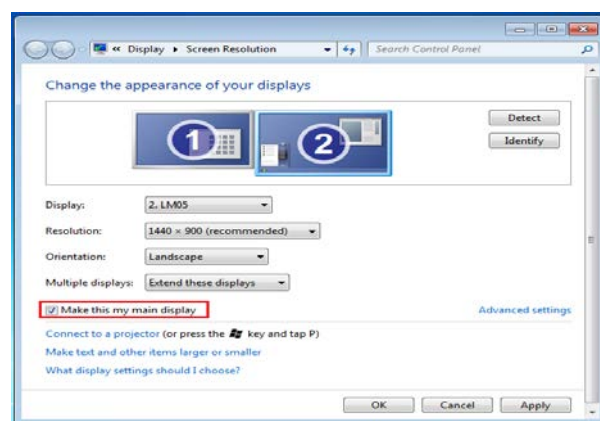 « Display ▸ Screen Resolution Search Control Panel
Change the appearance of your displays
1 2
Detect
Identify
Display: 2. LM05
Resolution: 1440 × 900 (recommended)
Orientation: Landscape
Multiple displays: Extend these displays
Make this my main display Advanced settings
Connect to a projector (or press the key and tap P)
Make text and other items larger or smaller
What display settings should I choose?
OK Cancel Apply